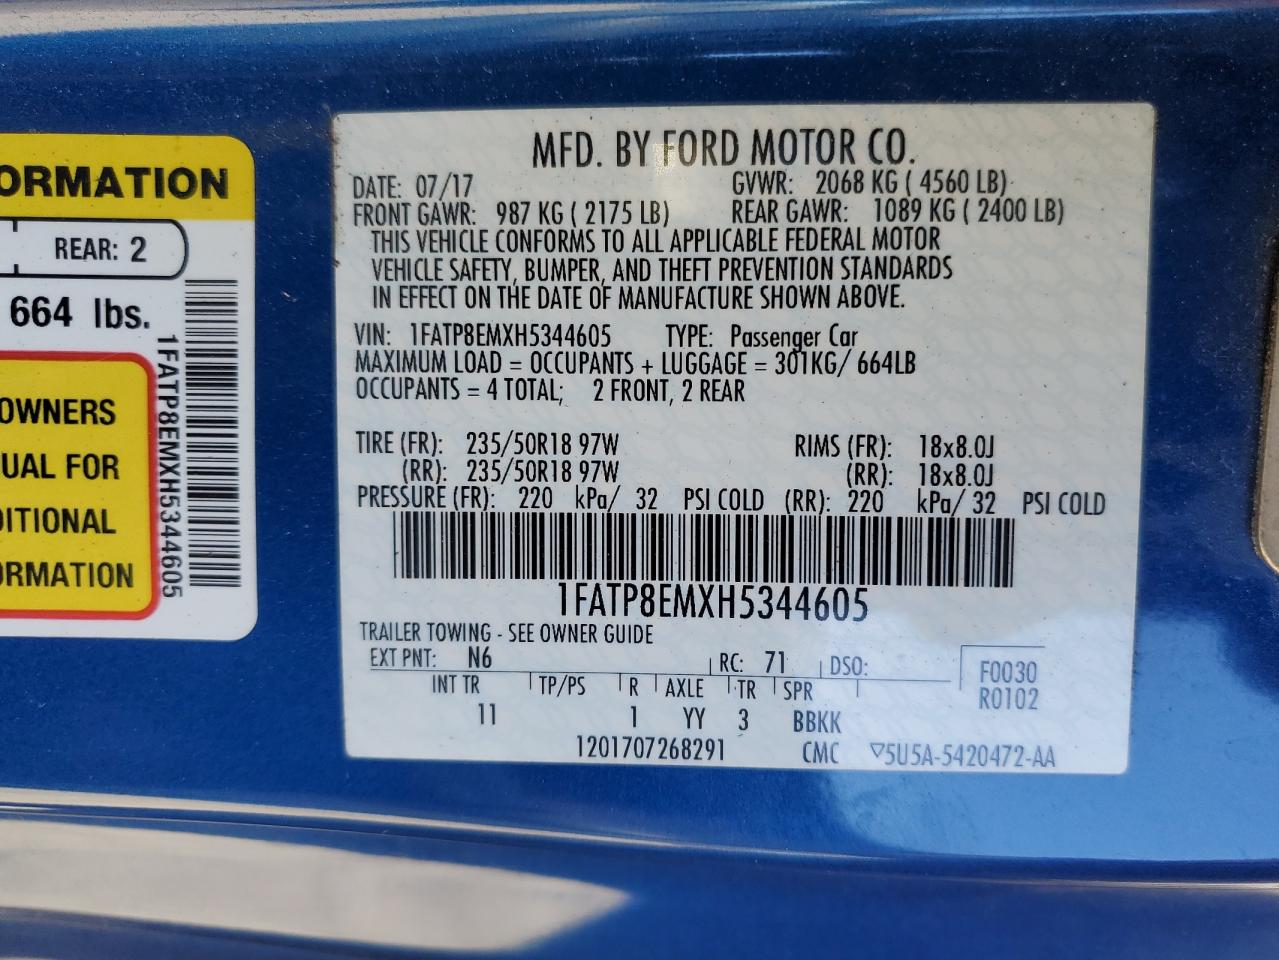 ORMATION
REAR: 2
664 lbs.
OWNERS
UAL FOR
DITIONAL
ORMATION
1FATP8EMXH5344605
MFD. BY FORD MOTOR CO.
DATE: 07/17 GVWR: 2068 KG ( 4560 LB)
FRONT GAWR: 987 KG ( 2175 LB) REAR GAWR: 1089 KG ( 2400 LB)
THIS VEHICLE CONFORMS TO ALL APPLICABLE FEDERAL MOTOR
VEHICLE SAFETY, BUMPER, AND THEFT PREVENTION STANDARDS
IN EFFECT ON THE DATE OF MANUFACTURE SHOWN ABOVE.
VIN: 1FATP8EMXH5344605 TYPE: Passenger Car
MAXIMUM LOAD = OCCUPANTS + LUGGAGE = 301KG/ 664LB
OCCUPANTS = 4 TOTAL; 2 FRONT, 2 REAR
TIRE (FR): 235/50R18 97W RIMS (FR): 18x8.0J
(RR): 235/50R18 97W (RR): 18x8.0J
PRESSURE (FR): 220 kPa/ 32 PSI COLD (RR): 220 kPa/ 32 PSI COLD
1FATP8EMXH5344605
TRAILER TOWING - SEE OWNER GUIDE
EXT PNT: N6 RC: 71 DSO: F0030
R0102
INT TR TP/PS R AXLE TR SPR
11 1 YY 3 BBKK
1201707268291 CMC ▽5U5A-5420472-AA